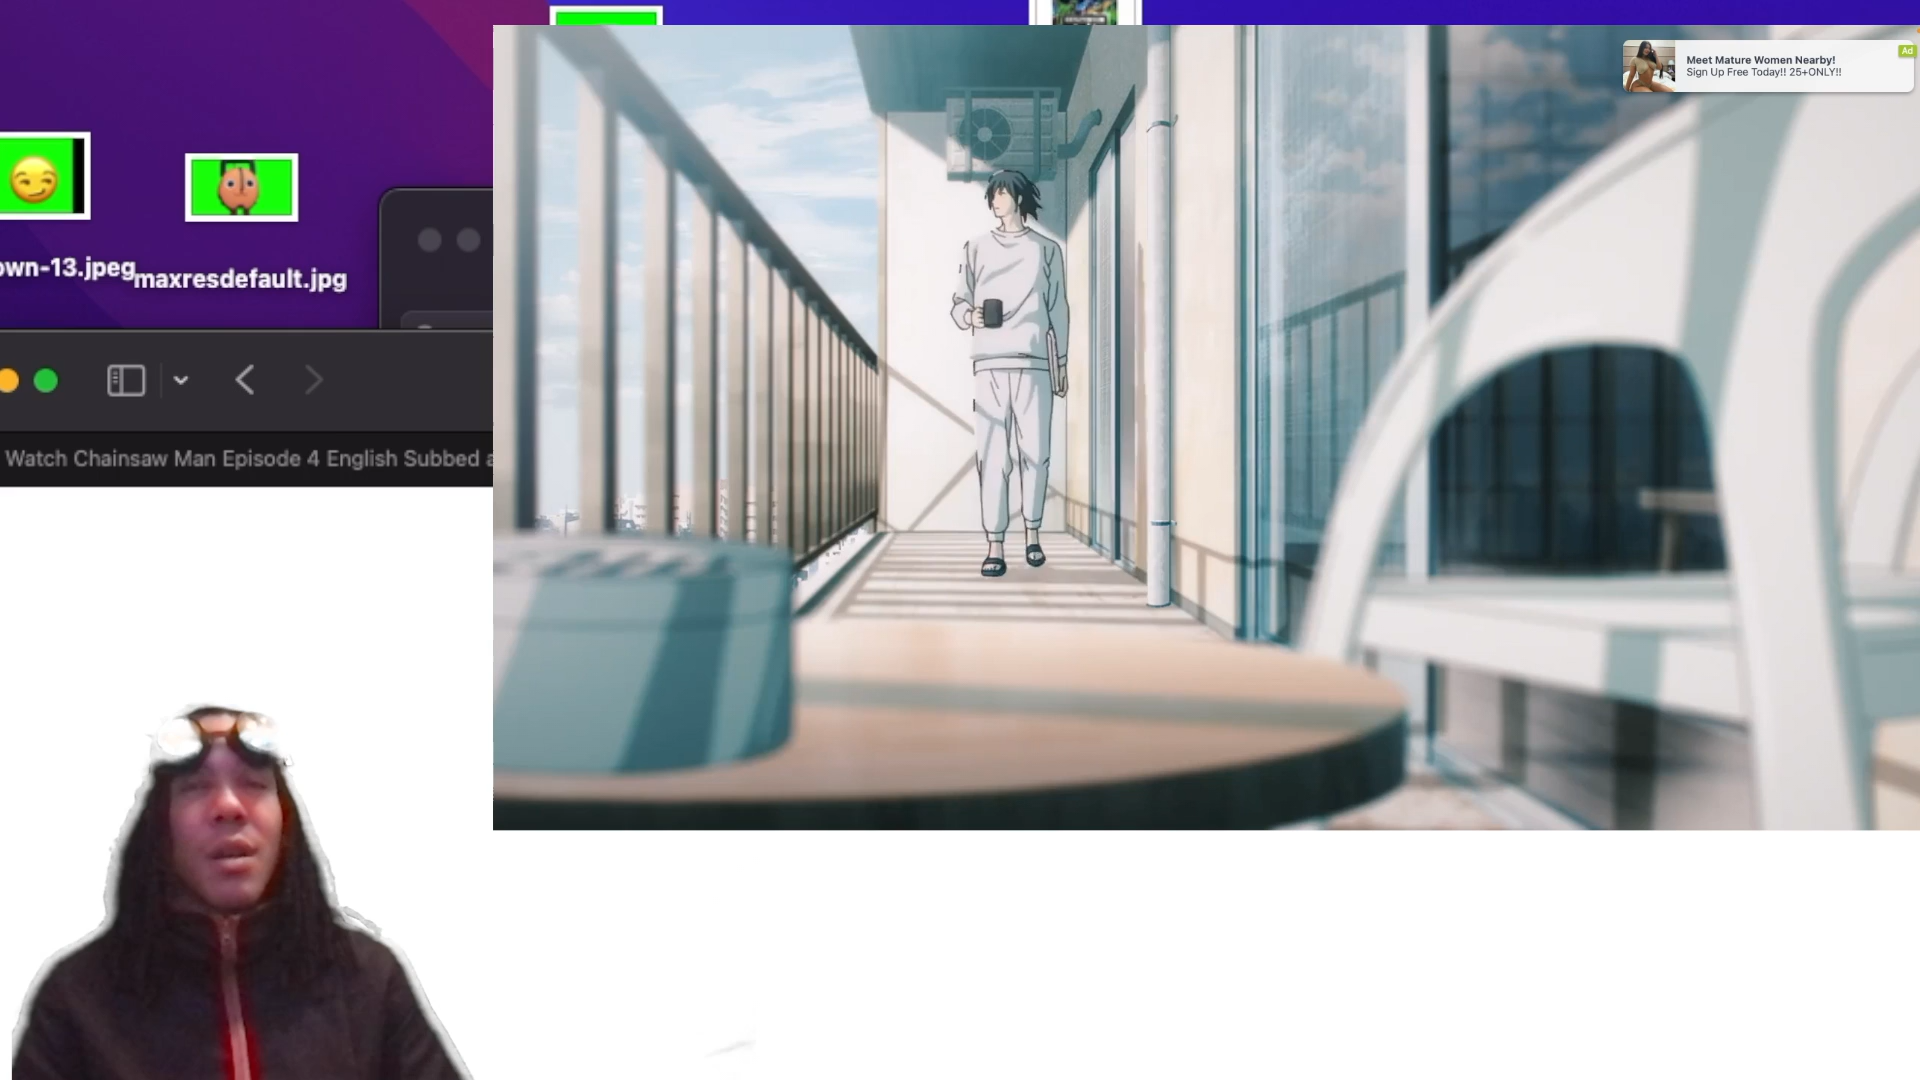 Meet Mature Women Nearby!
Ad
Sign Up Free Today!! 25+ONLY!!
own-13.jpeg
maxresdefault.jpg
Watch Chainsaw Man Episode 4 English Subbed a